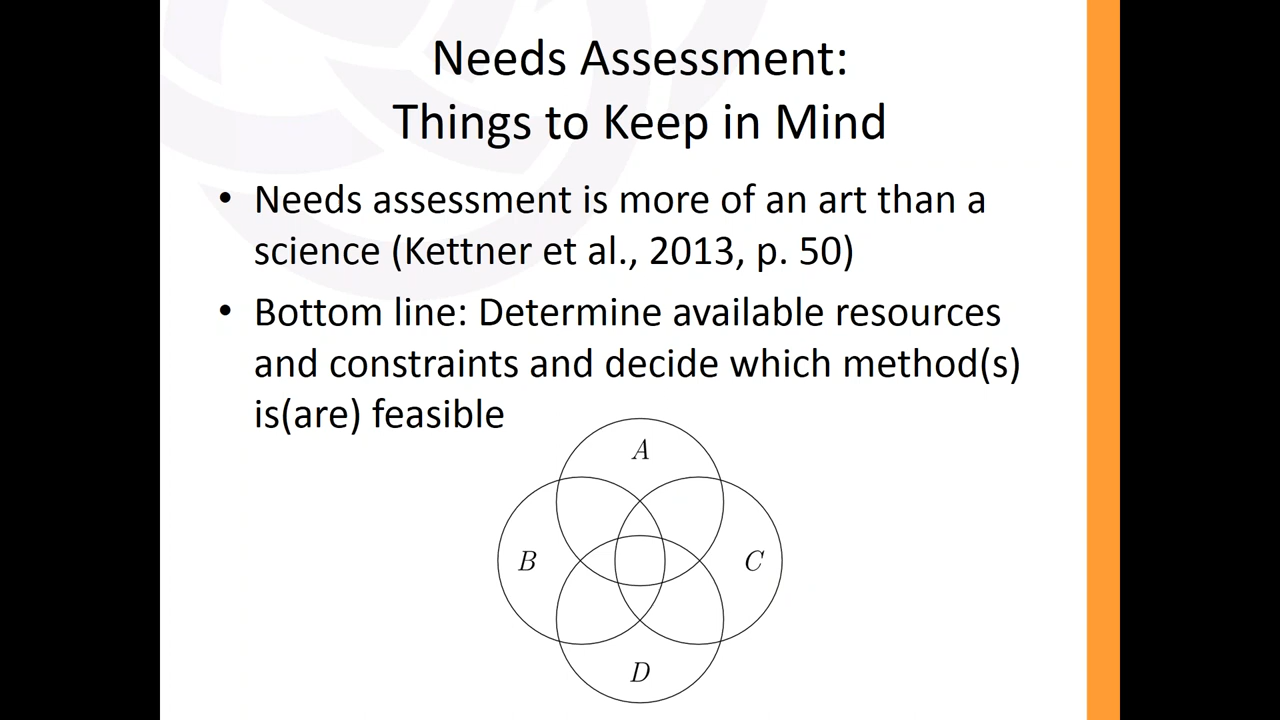 Needs Assessment:
Things to Keep in Mind
• Needs assessment is more of an art than a
science (Kettner et al., 2013, p. 50)
• Bottom line: Determine available resources
and constraints and decide which method(s)
is(are) feasible
A
B C
D